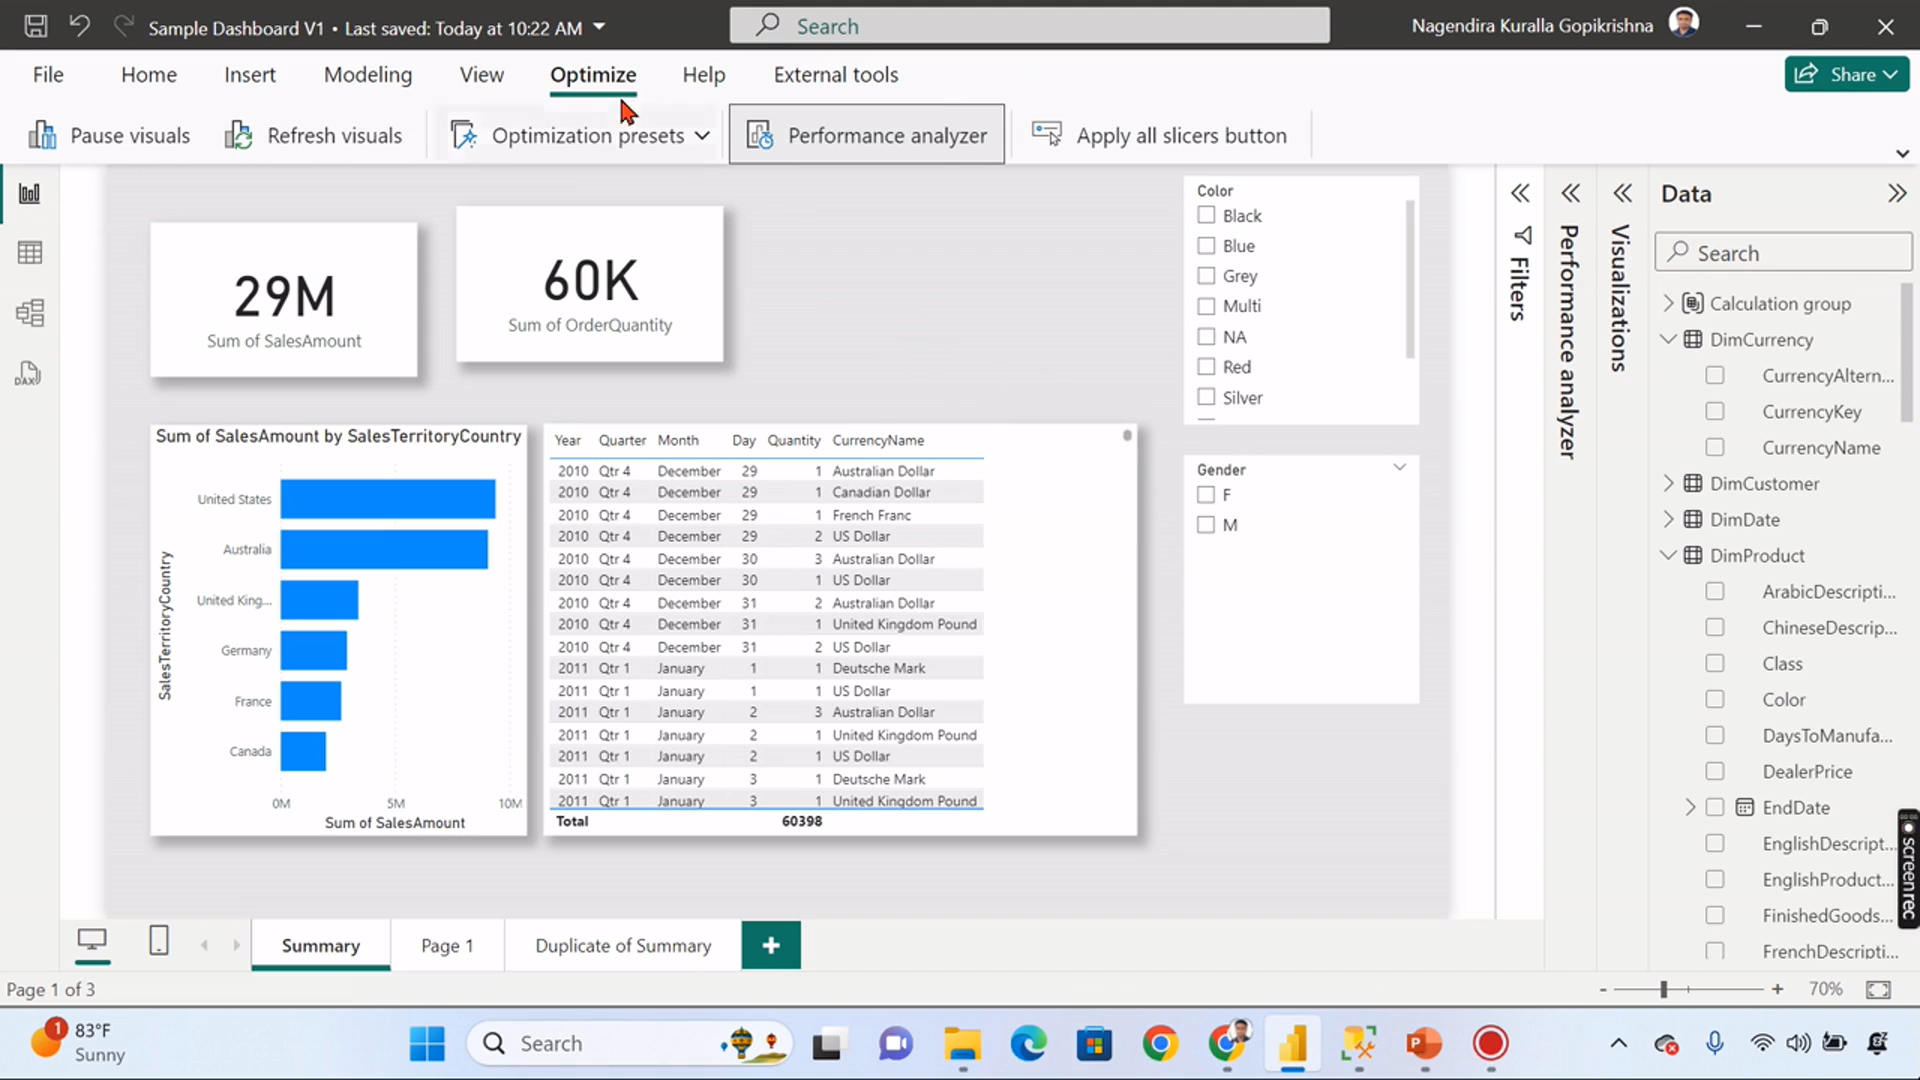 Sample Dashboard V1 • Last saved: Today at 10:22 AM
Search
Nagendira Kuralla Gopikrishna
File Home Insert Modeling View Optimize Help External tools
Share
Pause visuals Refresh visuals Optimization presets Performance analyzer Apply all slicers button
29M
Sum of SalesAmount
60K
Sum of OrderQuantity
Color
Black
Blue
Grey
Multi
NA
Red
Silver
Gender
F
M
Sum of SalesAmount by SalesTerritoryCountry
SalesTerritoryCountry
United States
Australia
United King...
Germany
France
Canada
0M 5M 10M
Sum of SalesAmount
Year Quarter Month Day Quantity CurrencyName
2010 Qtr 4 December 29 1 Australian Dollar
2010 Qtr 4 December 29 1 Canadian Dollar
2010 Qtr 4 December 29 1 French Franc
2010 Qtr 4 December 29 2 US Dollar
2010 Qtr 4 December 30 3 Australian Dollar
2010 Qtr 4 December 30 1 US Dollar
2010 Qtr 4 December 31 2 Australian Dollar
2010 Qtr 4 December 31 1 United Kingdom Pound
2010 Qtr 4 December 31 2 US Dollar
2011 Qtr 1 January 1 1 Deutsche Mark
2011 Qtr 1 January 1 1 US Dollar
2011 Qtr 1 January 2 3 Australian Dollar
2011 Qtr 1 January 2 1 United Kingdom Pound
2011 Qtr 1 January 2 1 US Dollar
2011 Qtr 1 January 3 1 Deutsche Mark
2011 Qtr 1 January 3 1 United Kingdom Pound
Total 60398
Filters
Performance analyzer
Visualizations
Data
Search
Calculation group
DimCurrency
CurrencyAltern...
CurrencyKey
CurrencyName
DimCustomer
DimDate
DimProduct
ArabicDescripti...
ChineseDescrip...
Class
Color
DaysToManufa...
DealerPrice
EndDate
EnglishDescript...
EnglishProduct...
FinishedGoods...
FrenchDescripti...
DAX
screenrec
Summary Page 1 Duplicate of Summary +
Page 1 of 3
- + 70%
1
83°F
Sunny
Search